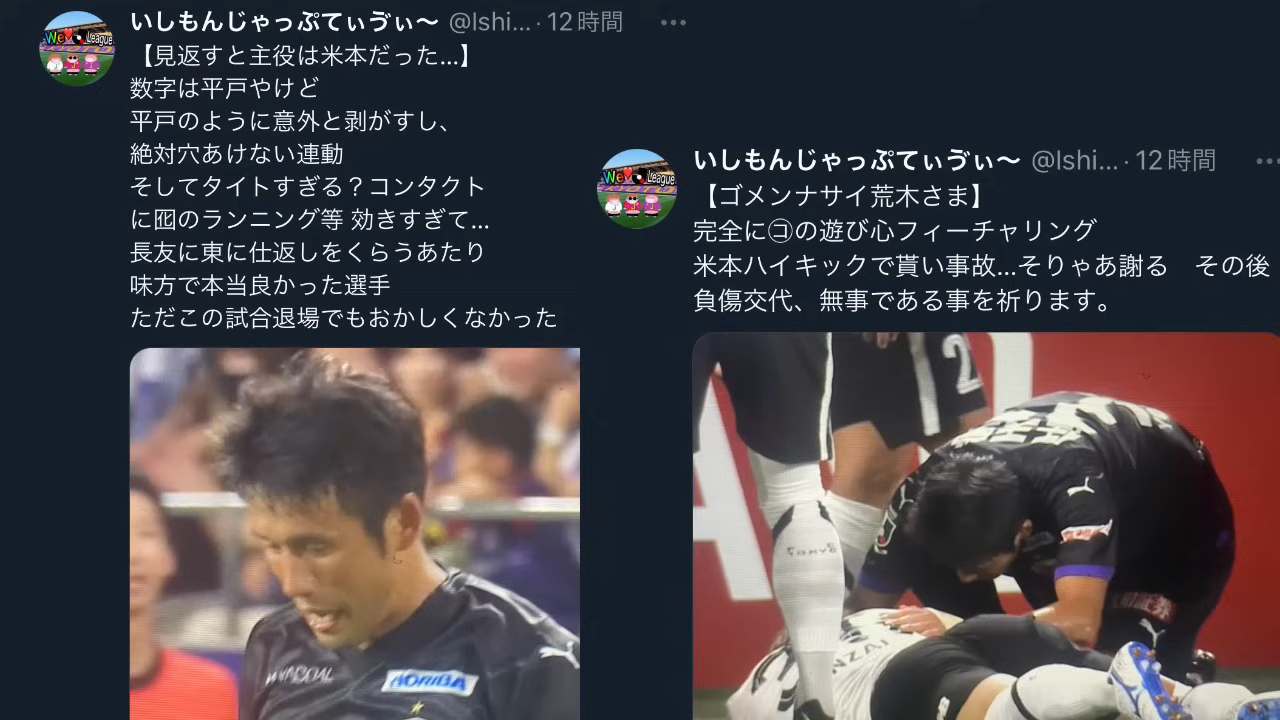 いしもんじゃっぷてぃゔぃ〜 @Ishi… · 12時間
【見返すと主役は米本だった…】
数字は平戸やけど
平戸のように意外と剥がすし、
絶対穴あけない連動
そしてタイトすぎる？コンタクト
に囮のランニング等 効きすぎて…
長友に東に仕返しをくらうあたり
味方で本当良かった選手
ただこの試合退場でもおかしくなかった
HORIBA
いしもんじゃっぷてぃゔぃ〜 @Ishi… · 12時間
【ゴメンナサイ荒木さま】
完全に㋙の遊び心フィーチャリング
米本ハイキックで貰い事故…そりゃあ謝る　その後
負傷交代、無事である事を祈ります。
2
TOKYO